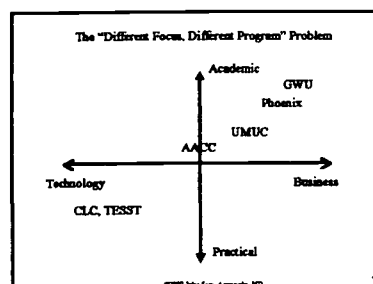 The "Different Focus, Different Program" Problem
Academic
GWU
Phoenix
UMUC
AACC
Technology
Business
CLC, TESST
Practical